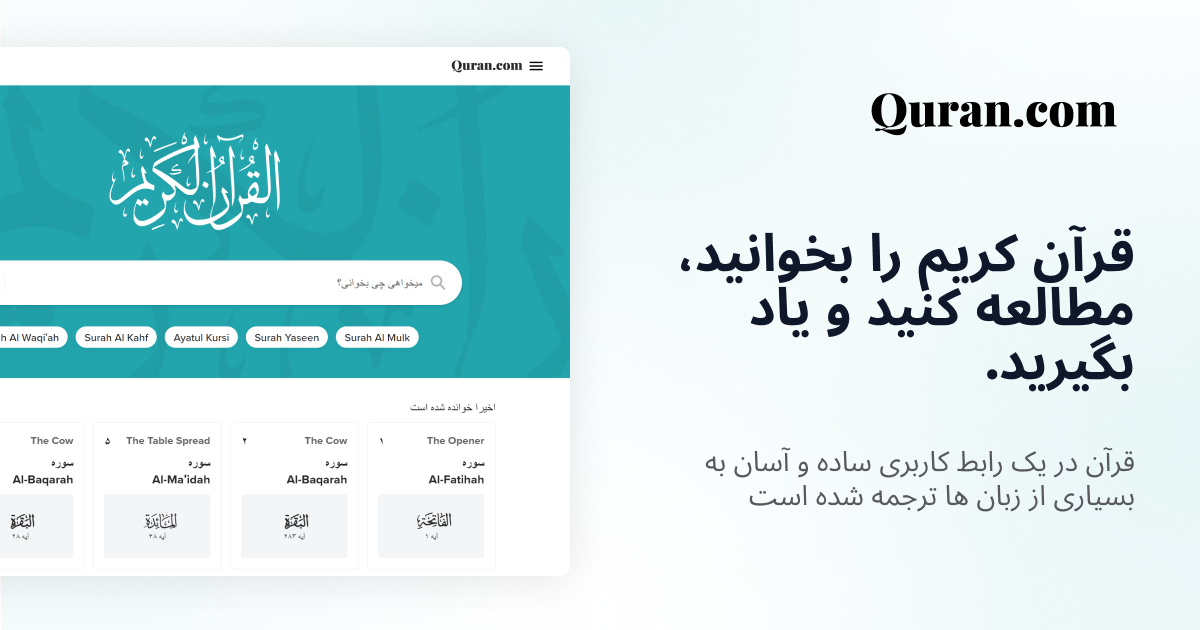 Quran.com
قرآن کریم را بخوانید،
مطالعه کنید و یاد
بگیرید.
قرآن در یک رابط کاربری ساده و آسان به
بسیاری از زبان ها ترجمه شده است
Quran.com
القرآن الكريم
میخواهی چی بخوانی؟
Surah Al Mulk
Surah Yaseen
Ayatul Kursi
Surah Al Kahf
h Al Waqi'ah
اخیرا خوانده شده است
The Opener ۱
سوره
Al-Fatihah
الفاتحة
آیه ۱
The Cow ۲
سوره
Al-Baqarah
البقرة
آیه ۲۸۳
The Table Spread ۵
سوره
Al-Ma'idah
المائدة
آیه ۳۸
The Cow
سوره
Al-Baqarah
البقرة
آیه ۲۸